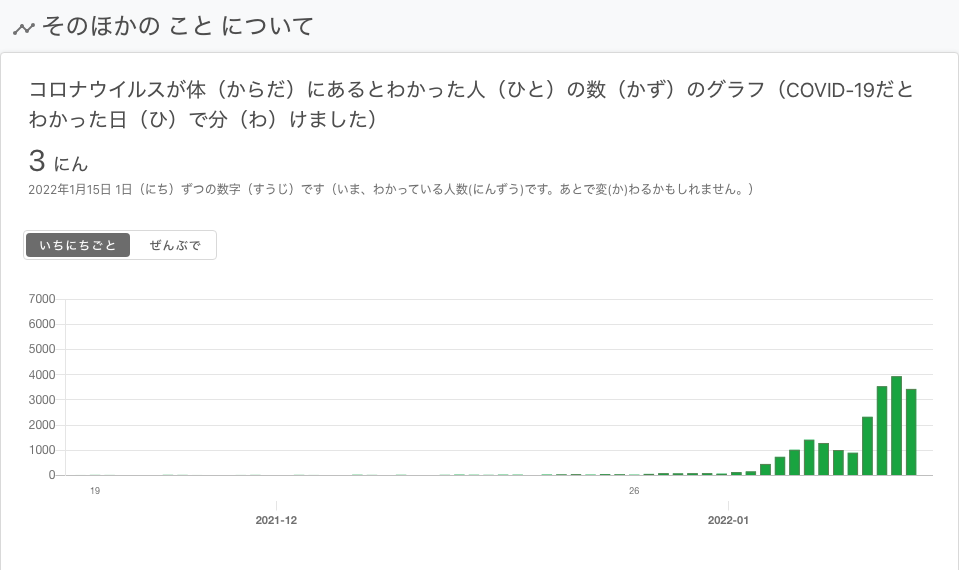 そのほかの こと について
コロナウイルスが体（からだ）にあるとわかった人（ひと）の数（かず）のグラフ（COVID-19だと
わかった日（ひ）で分（わ）けました）
3 にん
2022年1月15日 1日（にち）ずつの数字（すうじ）です（いま、わかっている人数(にんずう)です。あとで変(か)わるかもしれません。）
いちにちごと ぜんぶで
7000
6000
5000
4000
3000
2000
1000
0
19 26
2021-12 2022-01